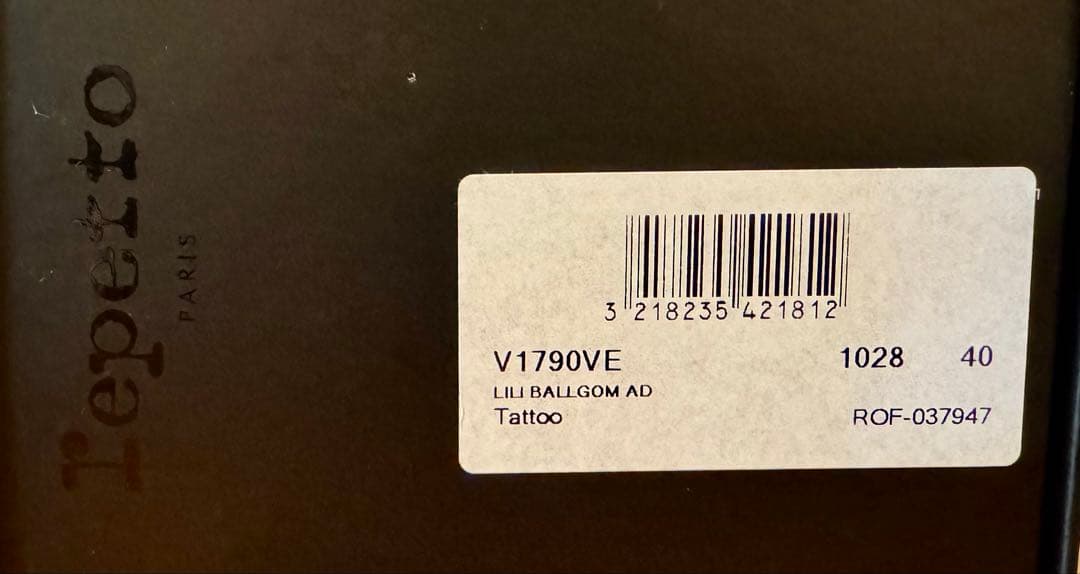 repetto
PARIS
3 218235 421812
V1790VE 1028 40
LILI BALLGOM AD
Tattoo ROF-037947